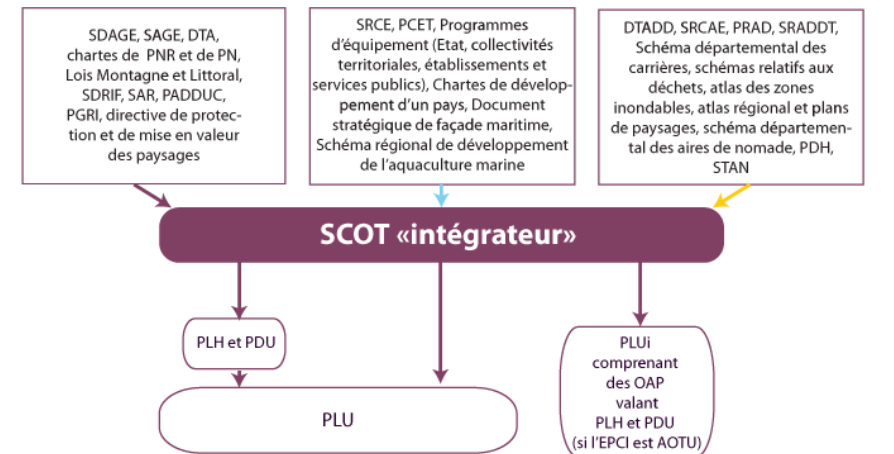 SDAGE, SAGE, DTA,
chartes de PNR et de PN,
Lois Montagne et Littoral,
SDRIF, SAR, PADDUC,
PGRI, directive de protec-
tion et de mise en valeur
des paysages
SRCE, PCET, Programmes
d’équipement (Etat, collectivités
territoriales, établissements et
services publics), Chartes de dévelop-
pement d’un pays, Document
stratégique de façade maritime,
Schéma régional de développement
de l’aquaculture marine
DTADD, SRCAE, PRAD, SRADDT,
Schéma départemental des
carrières, schémas relatifs aux
déchets, atlas des zones
inondables, atlas régional et plans
de paysages, schéma départemen-
tal des aires de nomade, PDH,
STAN
SCOT «intégrateur»
PLH et PDU
PLU
PLUi
comprenant
des OAP
valant
PLH et PDU
(si l’EPCI est AOTU)